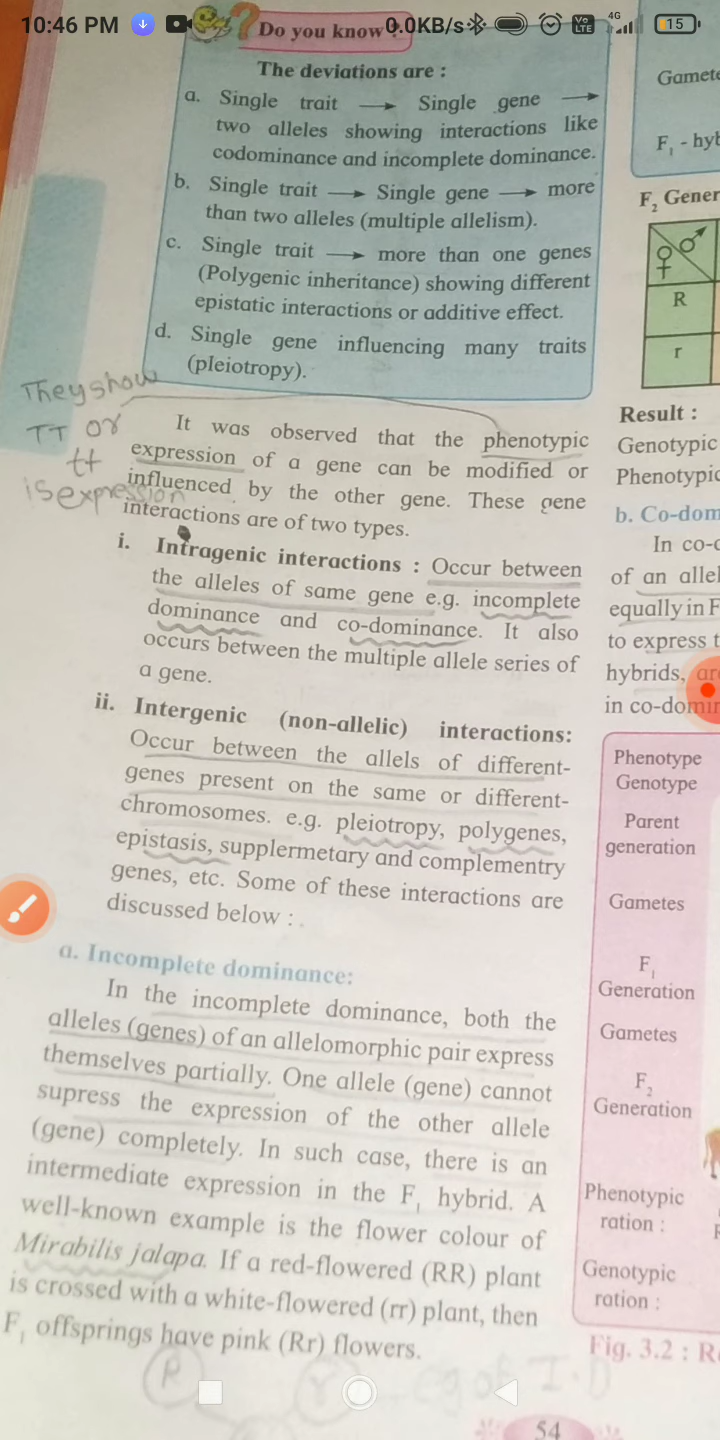 10:46 PM
0.0KB/s
Vo LTE
4G
15
Do you know ?
The deviations are :
a. Single trait → Single gene →
two alleles showing interactions like
codominance and incomplete dominance.
b. Single trait → Single gene → more
than two alleles (multiple allelism).
c. Single trait → more than one genes
(Polygenic inheritance) showing different
epistatic interactions or additive effect.
d. Single gene influencing many traits
(pleiotropy).
They show
TT or
tt
is expression
It was observed that the phenotypic
expression of a gene can be modified or
influenced by the other gene. These gene
interactions are of two types.
i. Intragenic interactions : Occur between
the alleles of same gene e.g. incomplete
dominance and co-dominance. It also
occurs between the multiple allele series of
a gene.
ii. Intergenic (non-allelic) interactions:
Occur between the allels of different-
genes present on the same or different-
chromosomes. e.g. pleiotropy, polygenes,
epistasis, supplermetary and complementry
genes, etc. Some of these interactions are
discussed below :
a. Incomplete dominance:
In the incomplete dominance, both the
alleles (genes) of an allelomorphic pair express
themselves partially. One allele (gene) cannot
supress the expression of the other allele
(gene) completely. In such case, there is an
intermediate expression in the F₁ hybrid. A
well-known example is the flower colour of
Mirabilis jalapa. If a red-flowered (RR) plant
is crossed with a white-flowered (rr) plant, then
F₁ offsprings have pink (Rr) flowers.
eg of I.D
54
Gamete
F₁ - hyb
F₂ Gener
♀ ♂
R
r
Result :
Genotypic
Phenotypic
b. Co-dom
In co-
of an allel
equally in F
to express t
hybrids, ar
in co-domin
Phenotype
Genotype
Parent
generation
Gametes
F₁
Generation
Gametes
F₂
Generation
Phenotypic
ration :
Genotypic
ration :
Fig. 3.2 : R